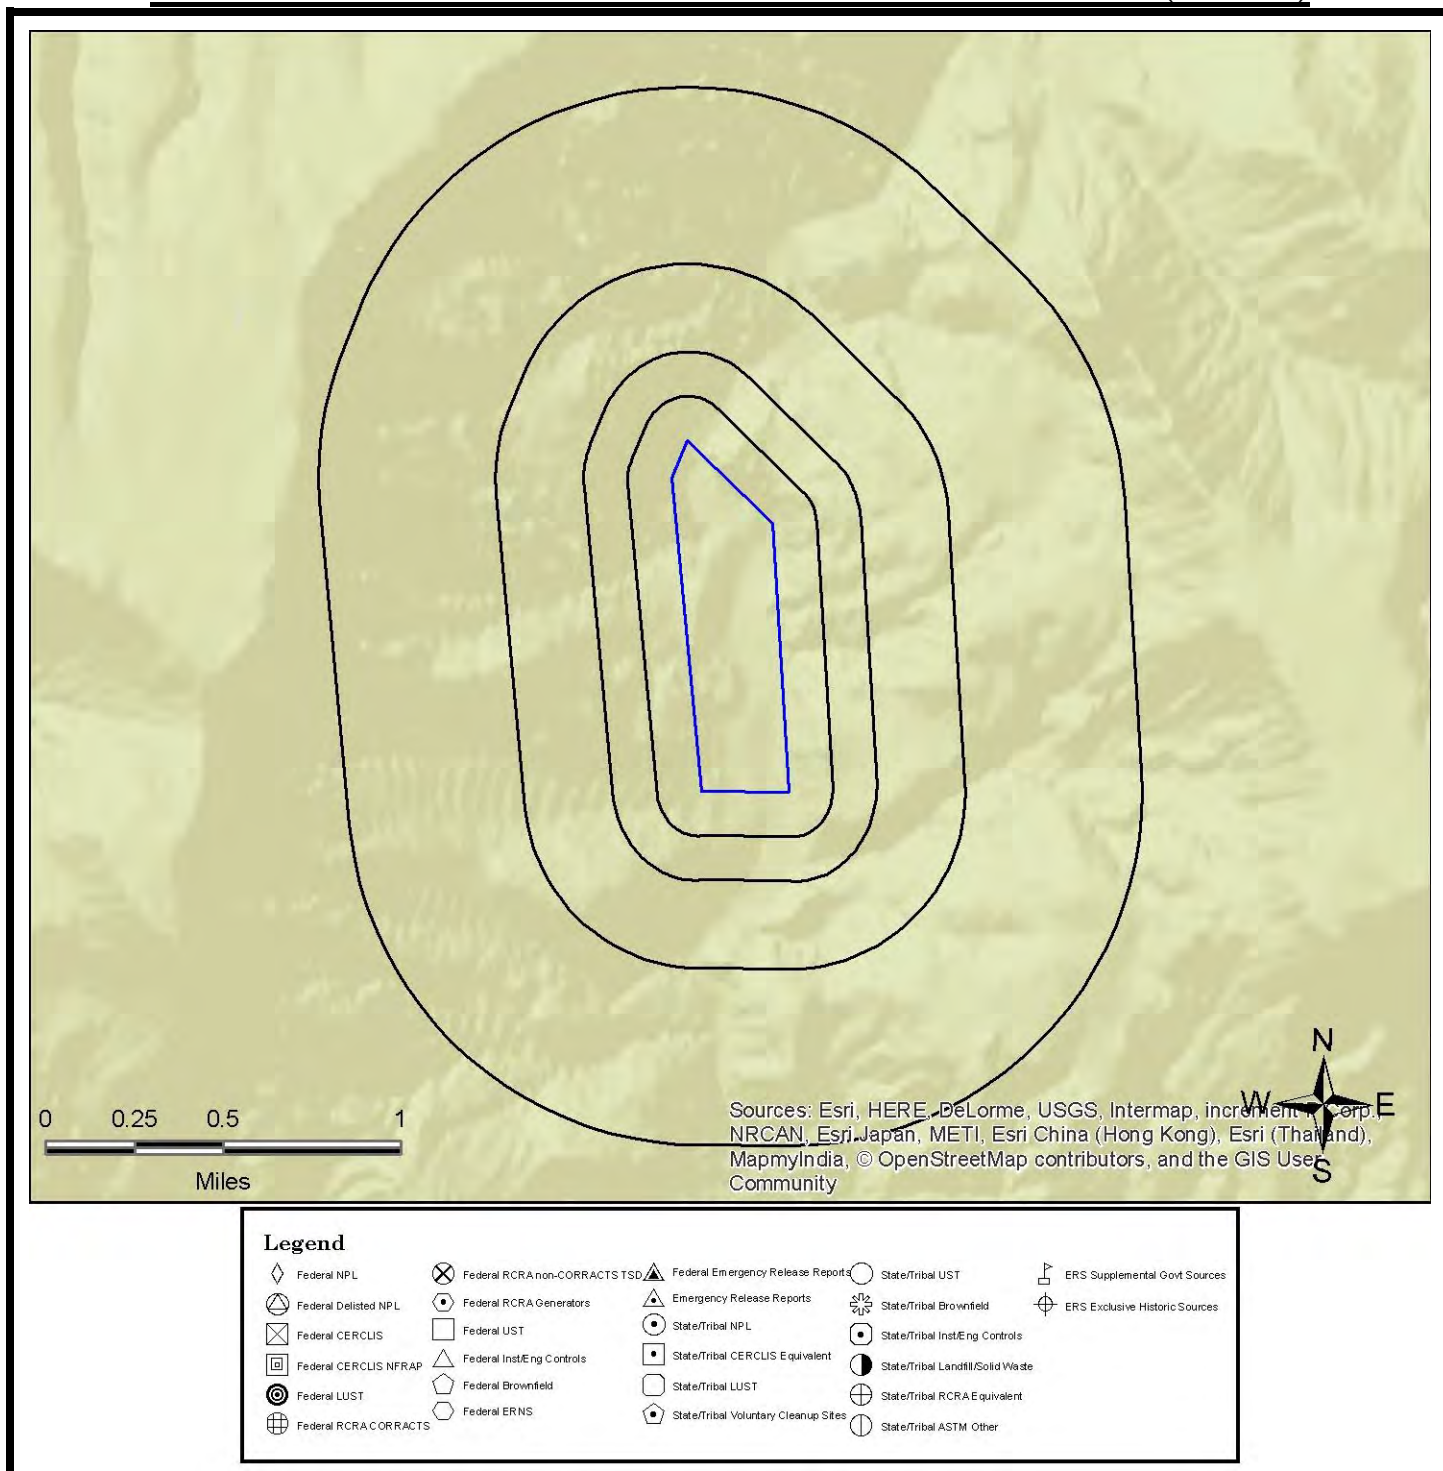 0 0.25 0.5 1
Miles
N
W E
S
Sources: Esri, HERE, DeLorme, USGS, Intermap, increment P Corp.,
NRCAN, Esri Japan, METI, Esri China (Hong Kong), Esri (Thailand),
MapmyIndia, © OpenStreetMap contributors, and the GIS User
Community
Legend
Federal NPL
Federal Delisted NPL
Federal CERCLIS
Federal CERCLIS NFRAP
Federal LUST
Federal RCRA CORRACTS
Federal RCRA non-CORRACTS TSD
Federal RCRA Generators
Federal UST
Federal Inst/Eng Controls
Federal Brownfield
Federal ERNS
Federal Emergency Release Reports
Emergency Release Reports
State/Tribal NPL
State/Tribal CERCLIS Equivalent
State/Tribal LUST
State/Tribal Voluntary Cleanup Sites
State/Tribal UST
State/Tribal Brownfield
State/Tribal Inst/Eng Controls
State/Tribal Landfill/Solid Waste
State/Tribal RCRA Equivalent
State/Tribal ASTM Other
ERS Supplemental Govt Sources
ERS Exclusive Historic Sources